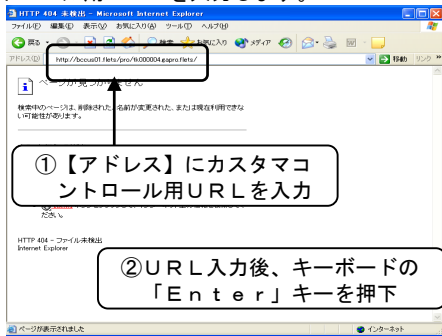 HTTP 404 未検出 - Microsoft Internet Explorer
ファイル(F) 編集(E) 表示(V) お気に入り(A) ツール(T) ヘルプ(H)
戻る 検索 お気に入り メディア
アドレス(D) http://bccus01.flets/pro/tk000004.gapro.flets/ 移動 リンク
ページが見つかりません
検索中のページは、削除された、名前が変更された、または現在利用できな
い可能性があります。
①【アドレス】にカスタマコ
ントロール用URLを入力
ださい。
HTTP 404 - ファイル未検出
Internet Explorer
②URL入力後、キーボードの
「Enter」キーを押下
ページが表示されました インターネット